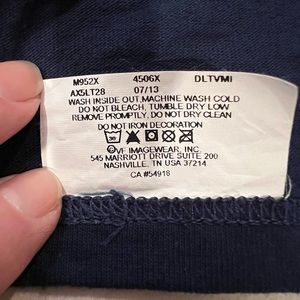 M952X 4506X DLTVMI
AX5LT28 07/13
WASH INSIDE OUT,MACHINE WASH COLD
DO NOT BLEACH, TUMBLE DRY LOW
REMOVE PROMPTLY, DO NOT DRY CLEAN
DO NOT IRON DECORATION
©VF IMAGEWEAR, INC.
545 MARRIOTT DRIVE SUITE 200
NASHVILLE, TN USA 37214
CA #54918